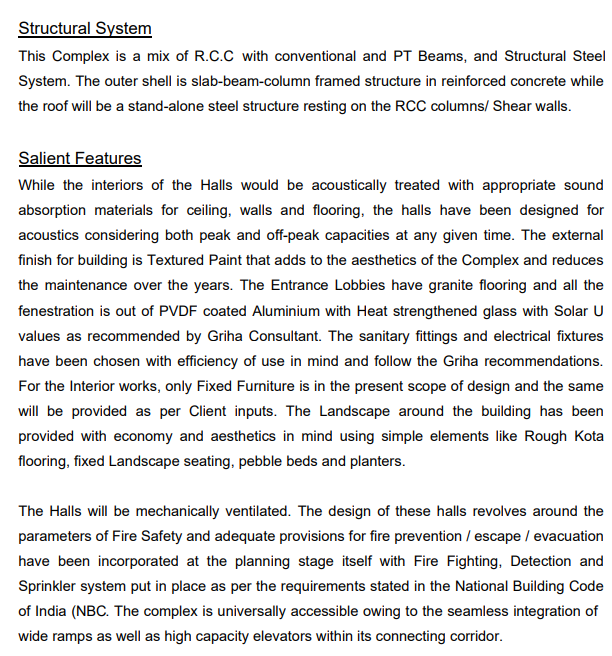 Structural System
This Complex is a mix of R.C.C with conventional and PT Beams, and Structural Steel
System. The outer shell is slab-beam-column framed structure in reinforced concrete while
the roof will be a stand-alone steel structure resting on the RCC columns/ Shear walls.
Salient Features
While the interiors of the Halls would be acoustically treated with appropriate sound
absorption materials for ceiling, walls and flooring, the halls have been designed for
acoustics considering both peak and off-peak capacities at any given time. The external
finish for building is Textured Paint that adds to the aesthetics of the Complex and reduces
the maintenance over the years. The Entrance Lobbies have granite flooring and all the
fenestration is out of PVDF coated Aluminium with Heat strengthened glass with Solar U
values as recommended by Griha Consultant. The sanitary fittings and electrical fixtures
have been chosen with efficiency of use in mind and follow the Griha recommendations.
For the Interior works, only Fixed Furniture is in the present scope of design and the same
will be provided as per Client inputs. The Landscape around the building has been
provided with economy and aesthetics in mind using simple elements like Rough Kota
flooring, fixed Landscape seating, pebble beds and planters.
The Halls will be mechanically ventilated. The design of these halls revolves around the
parameters of Fire Safety and adequate provisions for fire prevention / escape / evacuation
have been incorporated at the planning stage itself with Fire Fighting, Detection and
Sprinkler system put in place as per the requirements stated in the National Building Code
of India (NBC. The complex is universally accessible owing to the seamless integration of
wide ramps as well as high capacity elevators within its connecting corridor.